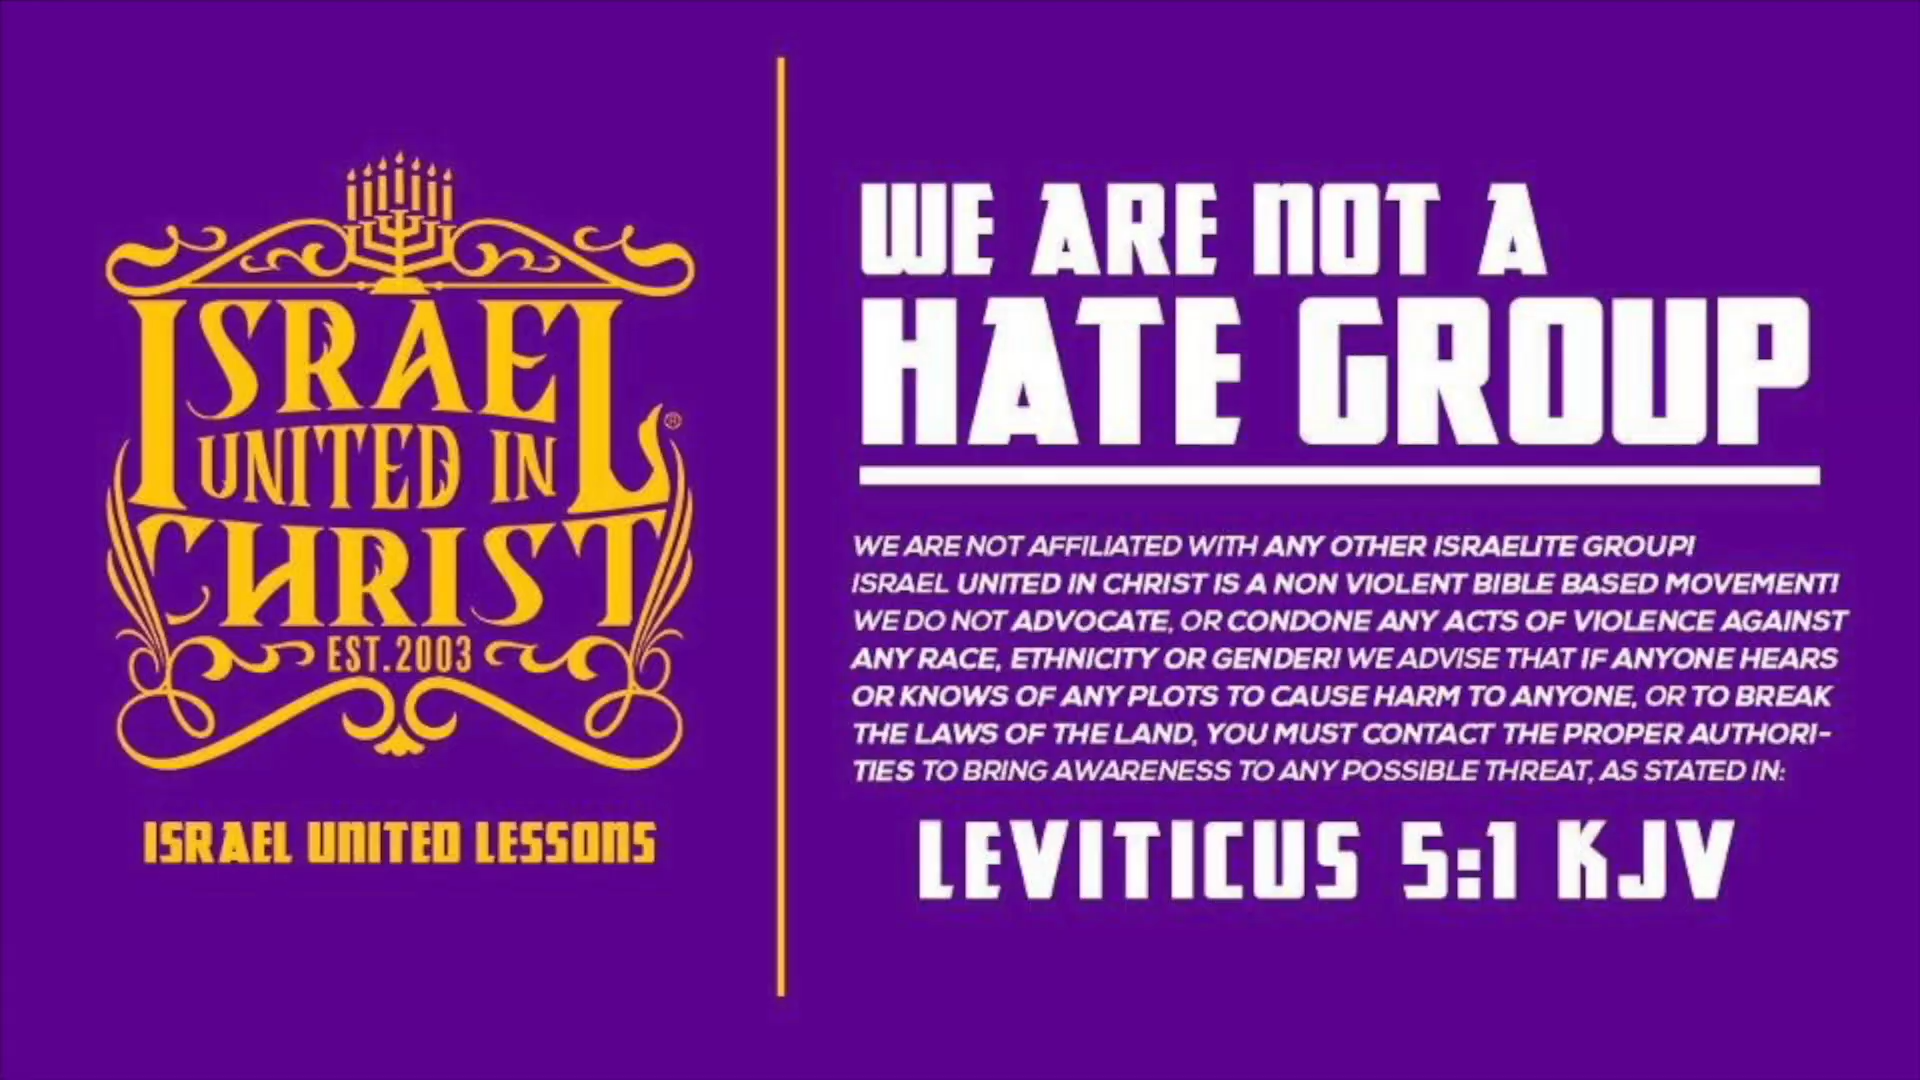 ISRAEL
UNITED IN
CHRIST
®
EST.2003
ISRAEL UNITED LESSONS
WE ARE NOT A
HATE GROUP
WE ARE NOT AFFILIATED WITH ANY OTHER ISRAELITE GROUP!
ISRAEL UNITED IN CHRIST IS A NON VIOLENT BIBLE BASED MOVEMENT!
WE DO NOT ADVOCATE, OR CONDONE ANY ACTS OF VIOLENCE AGAINST
ANY RACE, ETHNICITY OR GENDER! WE ADVISE THAT IF ANYONE HEARS
OR KNOWS OF ANY PLOTS TO CAUSE HARM TO ANYONE, OR TO BREAK
THE LAWS OF THE LAND, YOU MUST CONTACT THE PROPER AUTHORI-
TIES TO BRING AWARENESS TO ANY POSSIBLE THREAT, AS STATED IN:
LEVITICUS 5:1 KJV